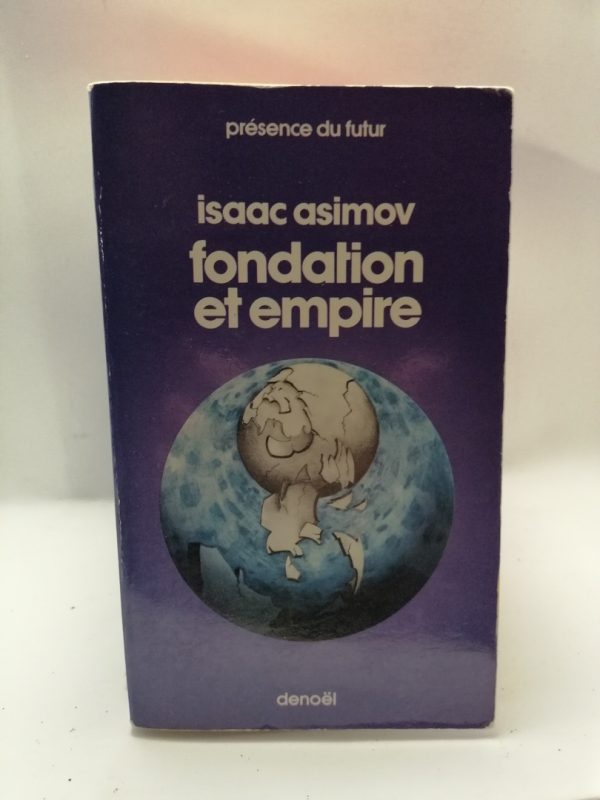 présence du futur
isaac asimov
fondation
et empire
denoël